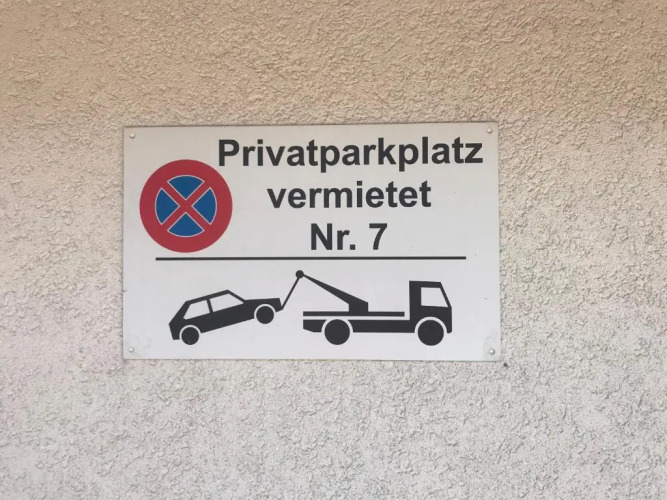 Privatparkplatz
vermietet
Nr. 7